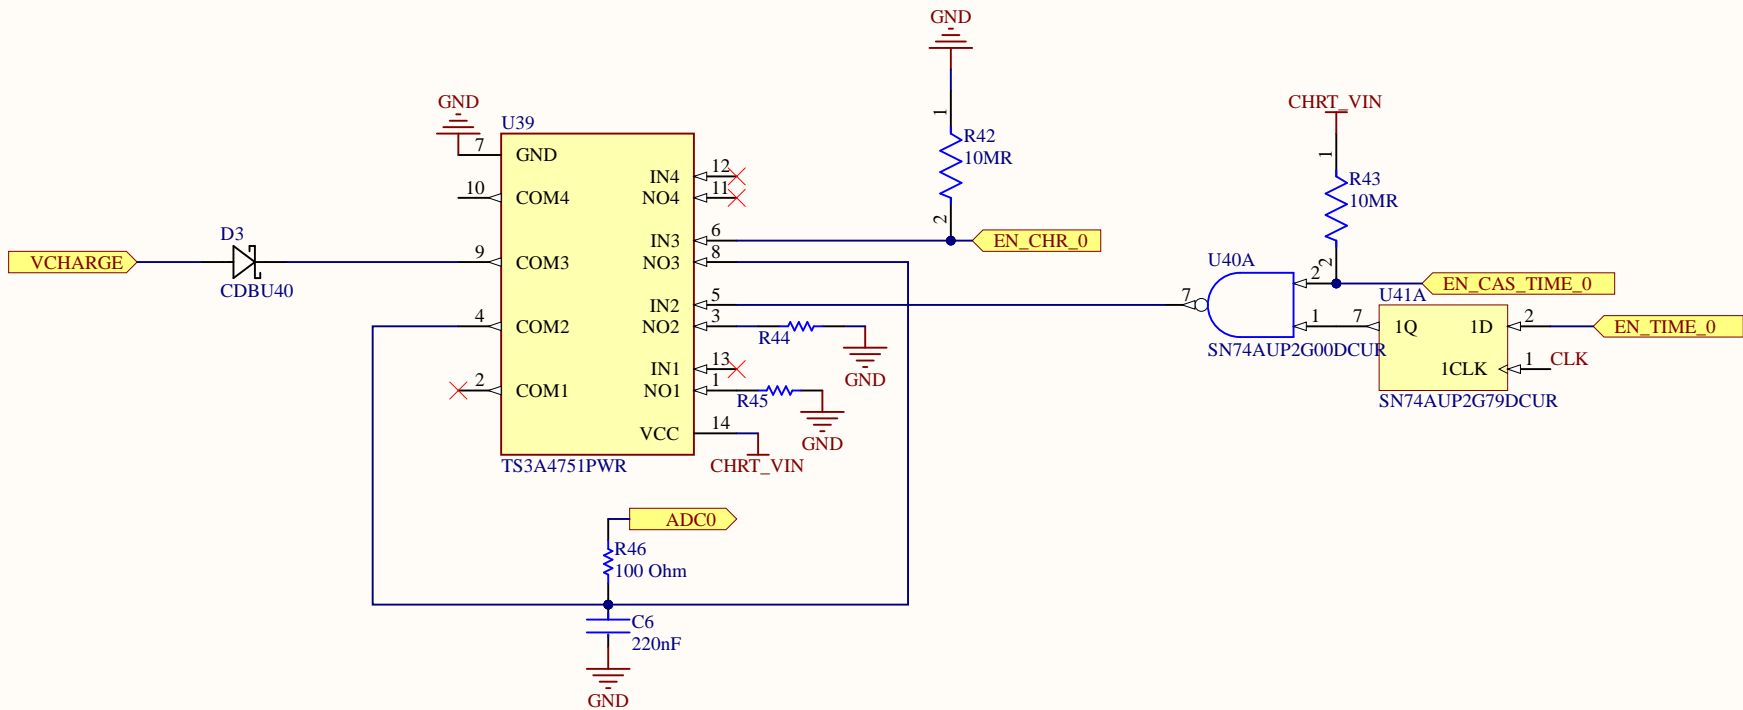 GND
GND
CHRT_VIN
U39
1
R42
10MR
2
7
GND
10
COM4
IN4
12
NO4
11
1
R43
10MR
2
VCHARGE
D3
CDBU40
9
COM3
IN3
6
NO3
8
EN_CHR_0
U40A
2
EN_CAS_TIME_0
U41A
4
COM2
IN2
5
NO2
3
R44
GND
7
1
SN74AUP2G00DCUR
7
1Q
1D
2
EN_TIME_0
1CLK
1
CLK
SN74AUP2G79DCUR
2
COM1
IN1
13
NO1
1
R45
GND
VCC
14
CHRT_VIN
TS3A4751PWR
ADC0
R46
100 Ohm
C6
220nF
GND